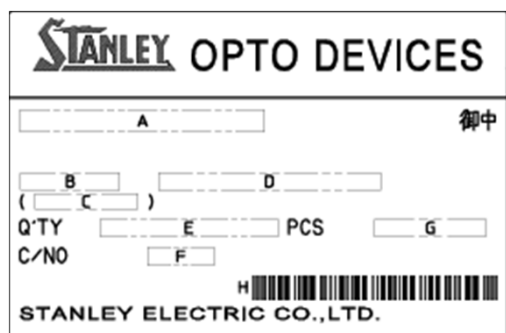 STANLEY OPTO DEVICES
A 御中
B D
( C )
Q'TY E PCS G
C/NO F
H
STANLEY ELECTRIC CO.,LTD.